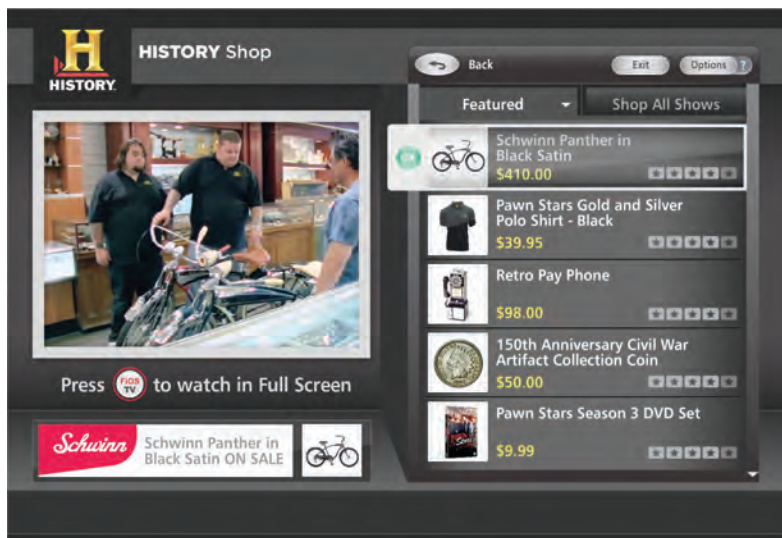 H
HISTORY
HISTORY Shop
Back
Exit
Options ?
Featured
Shop All Shows
Schwinn Panther in
Black Satin
$410.00
Pawn Stars Gold and Silver
Polo Shirt - Black
$39.95
Retro Pay Phone
$98.00
150th Anniversary Civil War
Artifact Collection Coin
$50.00
Pawn Stars Season 3 DVD Set
$9.99
Press FiOS TV to watch in Full Screen
Schwinn
Schwinn Panther in
Black Satin ON SALE